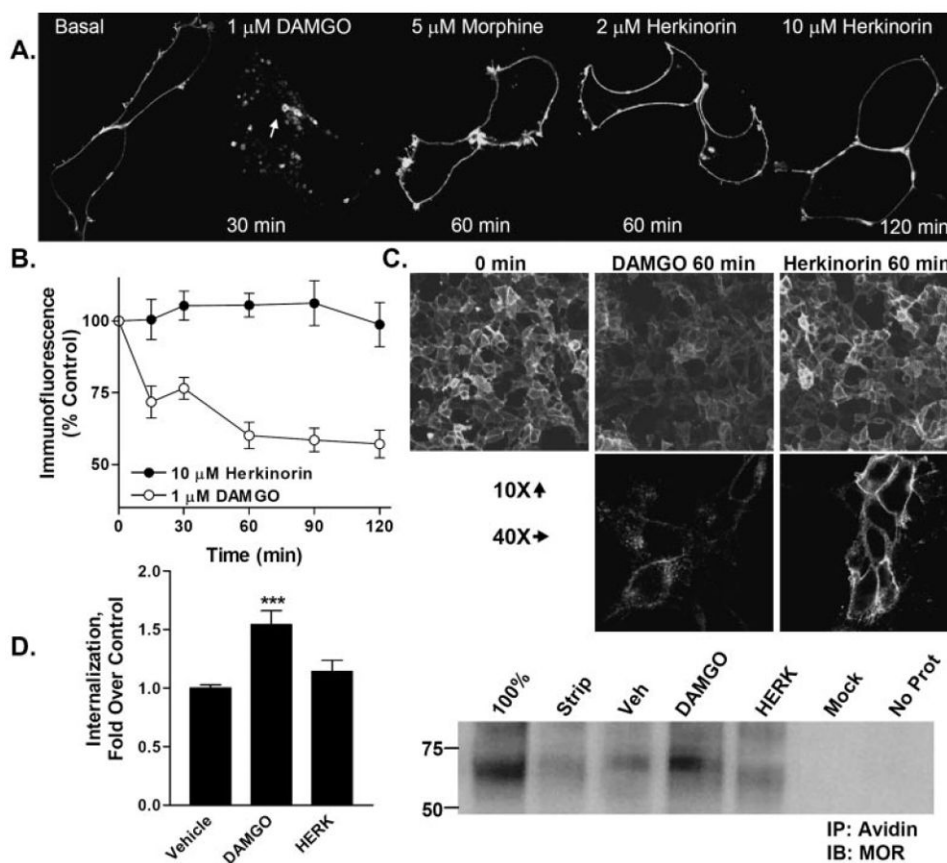 A.
Basal
1 μM DAMGO
5 μM Morphine
2 μM Herkinorin
10 μM Herkinorin
30 min
60 min
60 min
120 min
B.
Immunofluorescence
(% Control)
100
75
50
10 μM Herkinorin
1 μM DAMGO
0
30
60
90
120
Time (min)
C.
0 min
DAMGO 60 min
Herkinorin 60 min
10X
40X
D.
Internalization,
Fold Over Control
2.0
1.5
1.0
0.5
0.0
***
Vehicle
DAMGO
HERK
100%
Strip
Veh
DAMGO
HERK
Mock
No Prot
75
50
IP: Avidin
IB: MOR